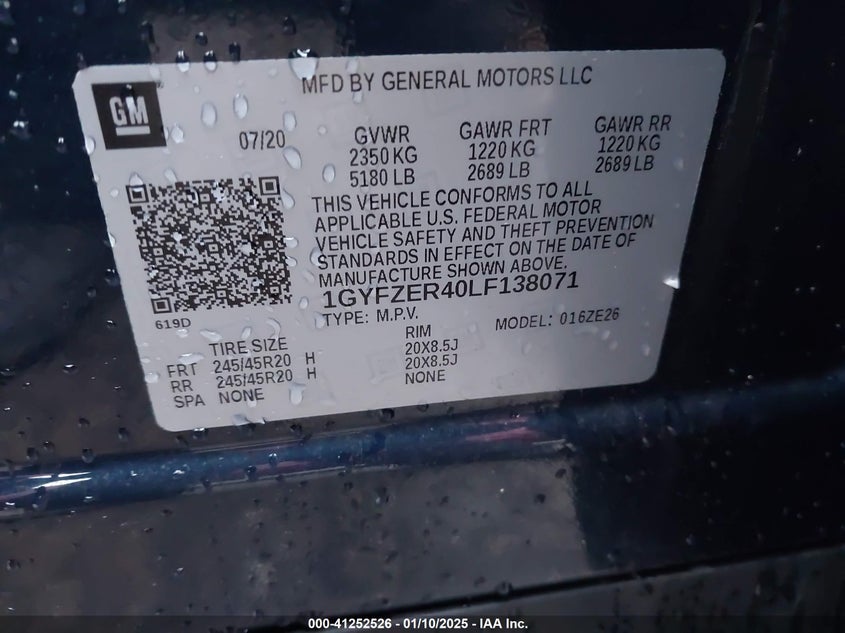 MFD BY GENERAL MOTORS LLC
GM
07/20
GVWR GAWR FRT GAWR RR
2350 KG 1220 KG 1220 KG
5180 LB 2689 LB 2689 LB
THIS VEHICLE CONFORMS TO ALL
APPLICABLE U.S. FEDERAL MOTOR
VEHICLE SAFETY AND THEFT PREVENTION
STANDARDS IN EFFECT ON THE DATE OF
MANUFACTURE SHOWN ABOVE.
1GYFZER40LF138071
619D
TYPE: M.P.V. MODEL: 016ZE26
TIRE SIZE RIM
FRT 245/45R20 H 20X8.5J
RR 245/45R20 H 20X8.5J
SPA NONE NONE
000-41252526 - 01/10/2025 - IAA Inc.